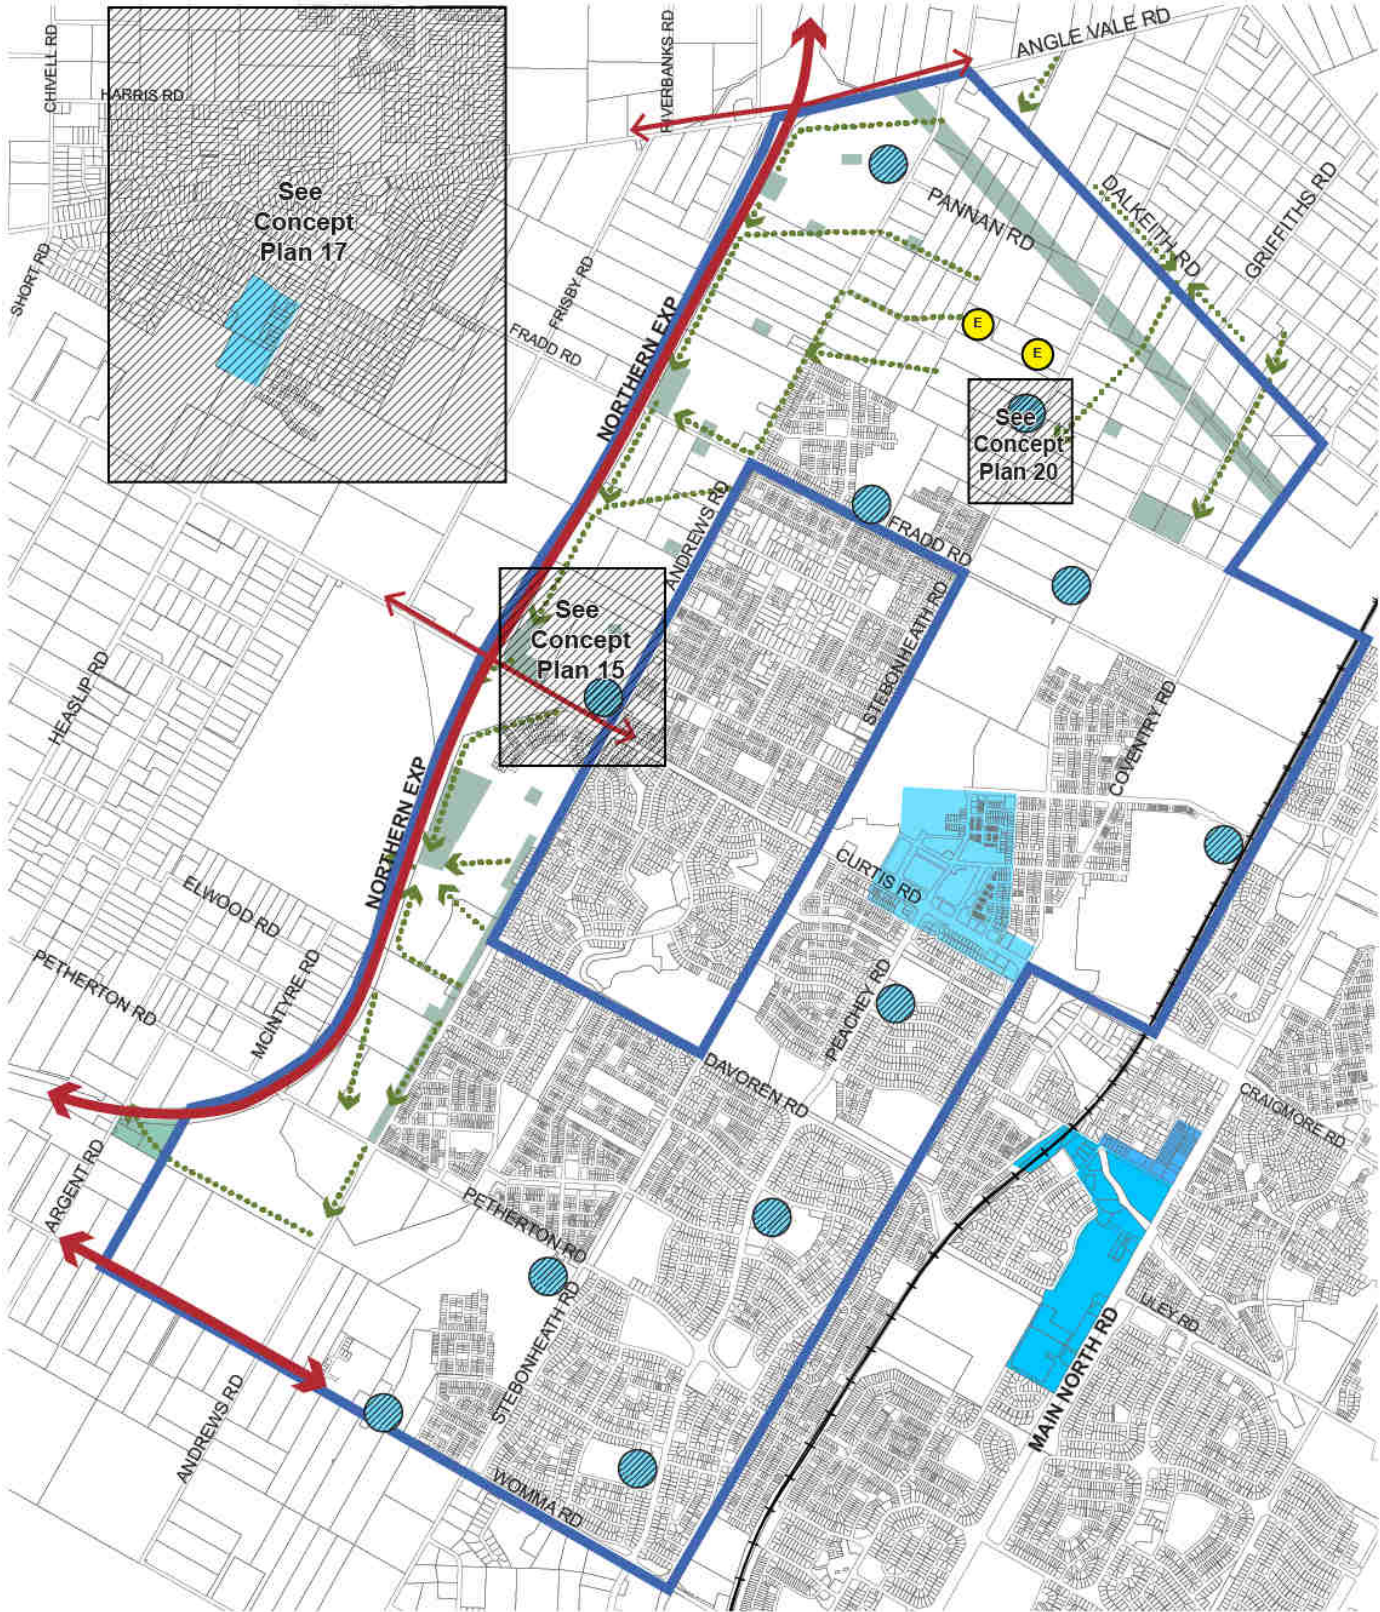 CHIVELL RD
HARRIS RD
RIVERBANKS RD
ANGLE VALE RD
See
Concept
Plan 17
SHORT RD
FRISBY RD
FRADD RD
NORTHERN EXP
PANNAN RD
DALKEITH RD
GRIFFITHS RD
E
E
See
Concept
Plan 20
ANDREWS RD
FRADD RD
STEBONHEATH RD
See
Concept
Plan 15
HEASLIP RD
COVENTRY RD
NORTHERN EXP
CURTIS RD
ELWOOD RD
PETHERTON RD
MCINTYRE RD
PEACHEY RD
DAVOREN RD
CRAIGMORE RD
ARGENT RD
PETHERTON RD
STEBONHEATH RD
ULEY RD
MAIN NORTH RD
ANDREWS RD
WOMMA RD